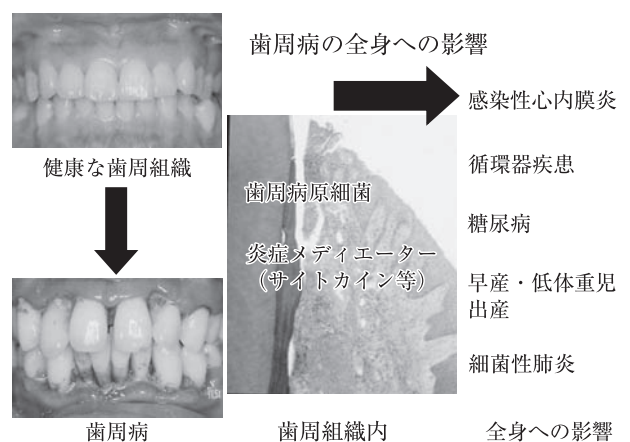 歯周病の全身への影響
健康な歯周組織
歯周病
歯周病原細菌
炎症メディエーター
（サイトカイン等）
歯周組織内
感染性心内膜炎
循環器疾患
糖尿病
早産・低体重児
出産
細菌性肺炎
全身への影響